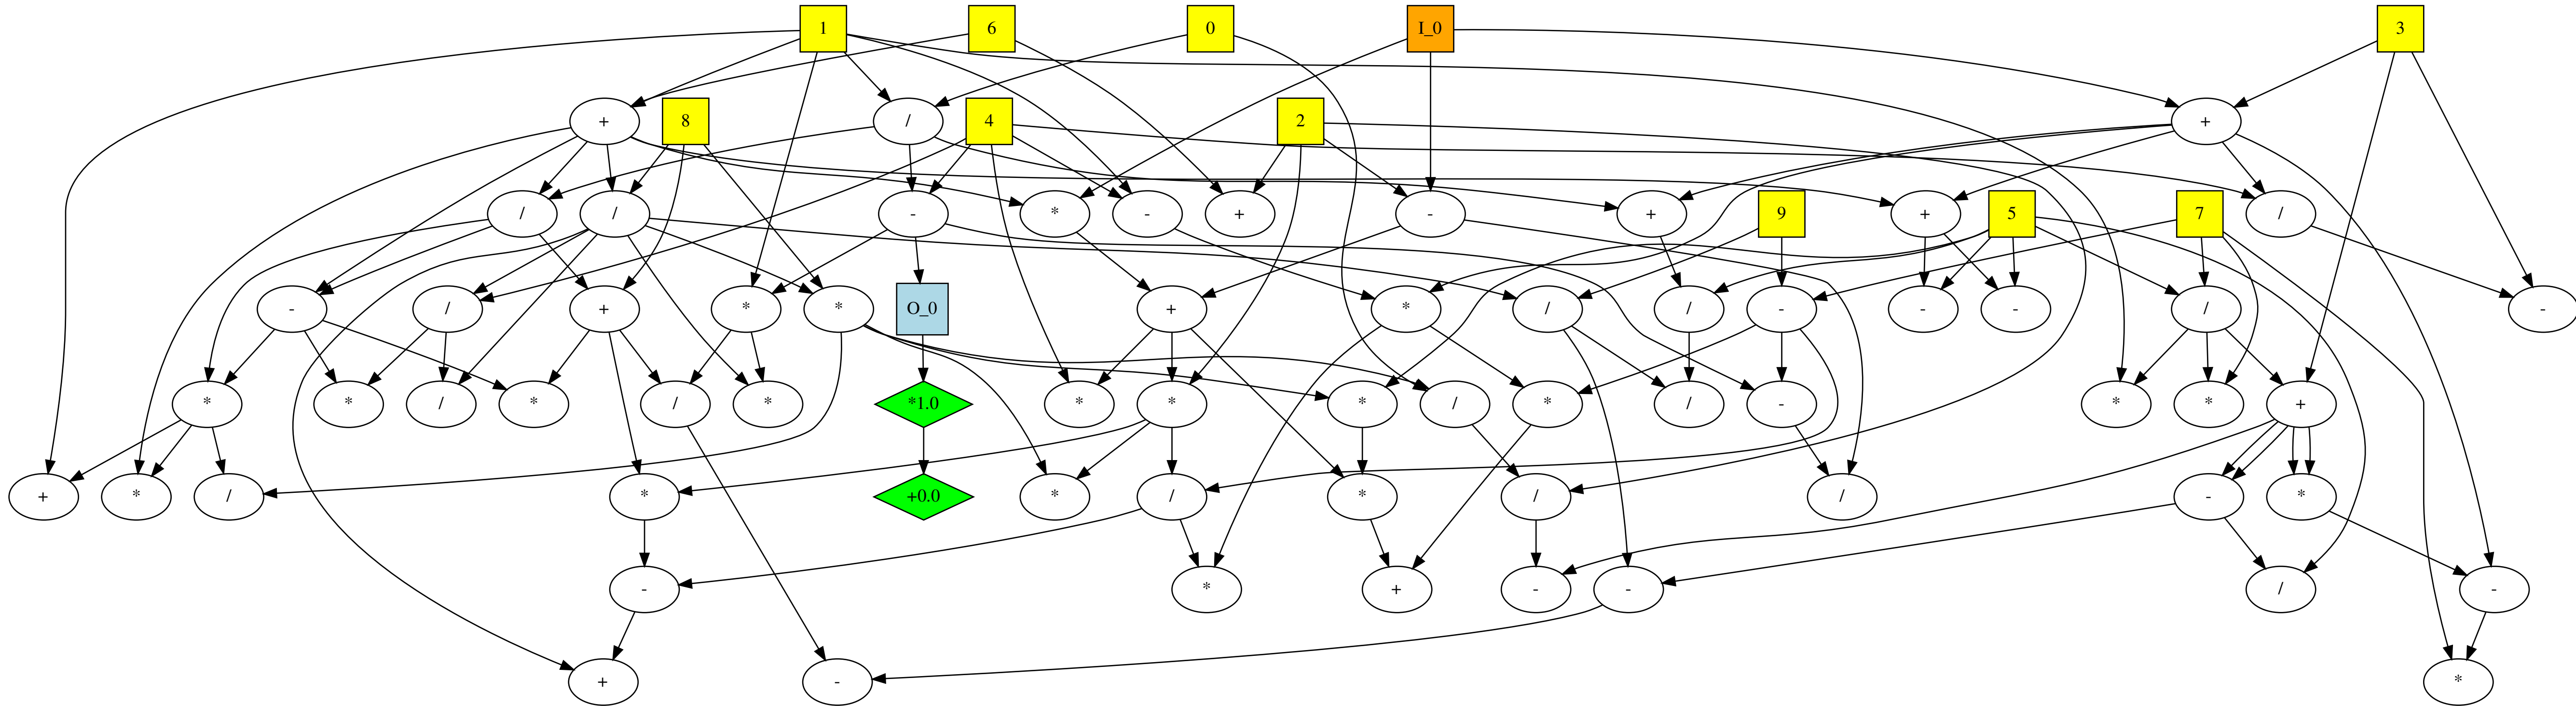 1 6 0 I_0 3
+ 8 / 4 2 +
/ / - * - + - + 9 + 5 7 /
- / + * * O_0 + * / / - - - / -
* * / * / * *1.0 * * * / * / - * * +
+ * / * +0.0 * / * / / - *
- * + - - / -
+ - *